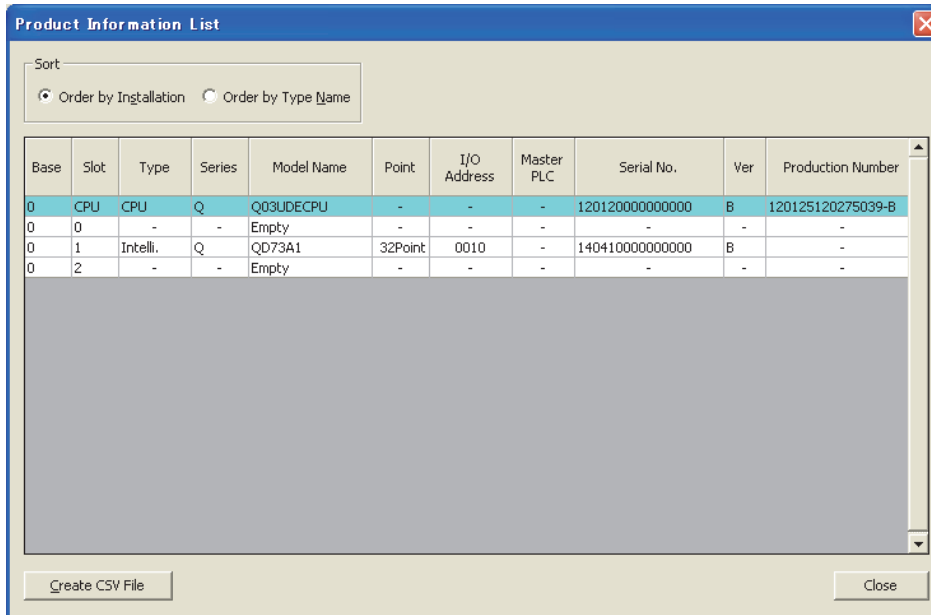 Product Information List
Sort
Order by Installation Order by Type Name
Base Slot Type Series Model Name Point I/O Address Master PLC Serial No. Ver Production Number
0 CPU CPU Q Q03UDECPU - - - 120120000000000 B 120125120275039-B
0 0 - - Empty - - - - - -
0 1 Intelli. Q QD73A1 32Point 0010 - 140410000000000 B -
0 2 - - Empty - - - - - -
Create CSV File Close